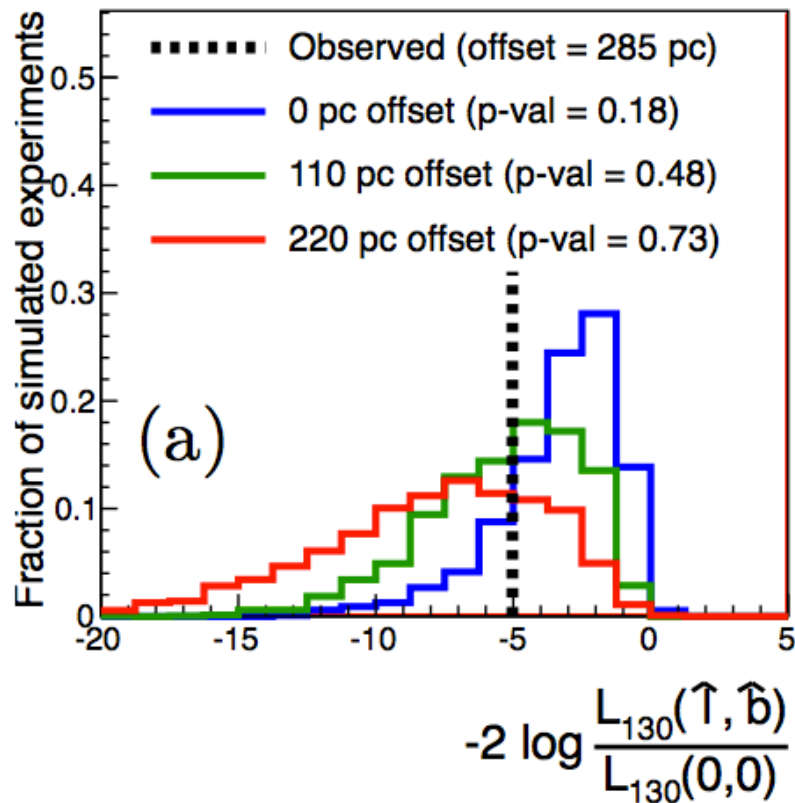 Fraction of simulated experiments
0.5
0.4
0.3
0.2
0.1
0
Observed (offset = 285 pc)
0 pc offset (p-val = 0.18)
110 pc offset (p-val = 0.48)
220 pc offset (p-val = 0.73)
(a)
-20 -15 -10 -5 0 5
-2 log L₁₃₀(l̂, b̂) / L₁₃₀(0,0)